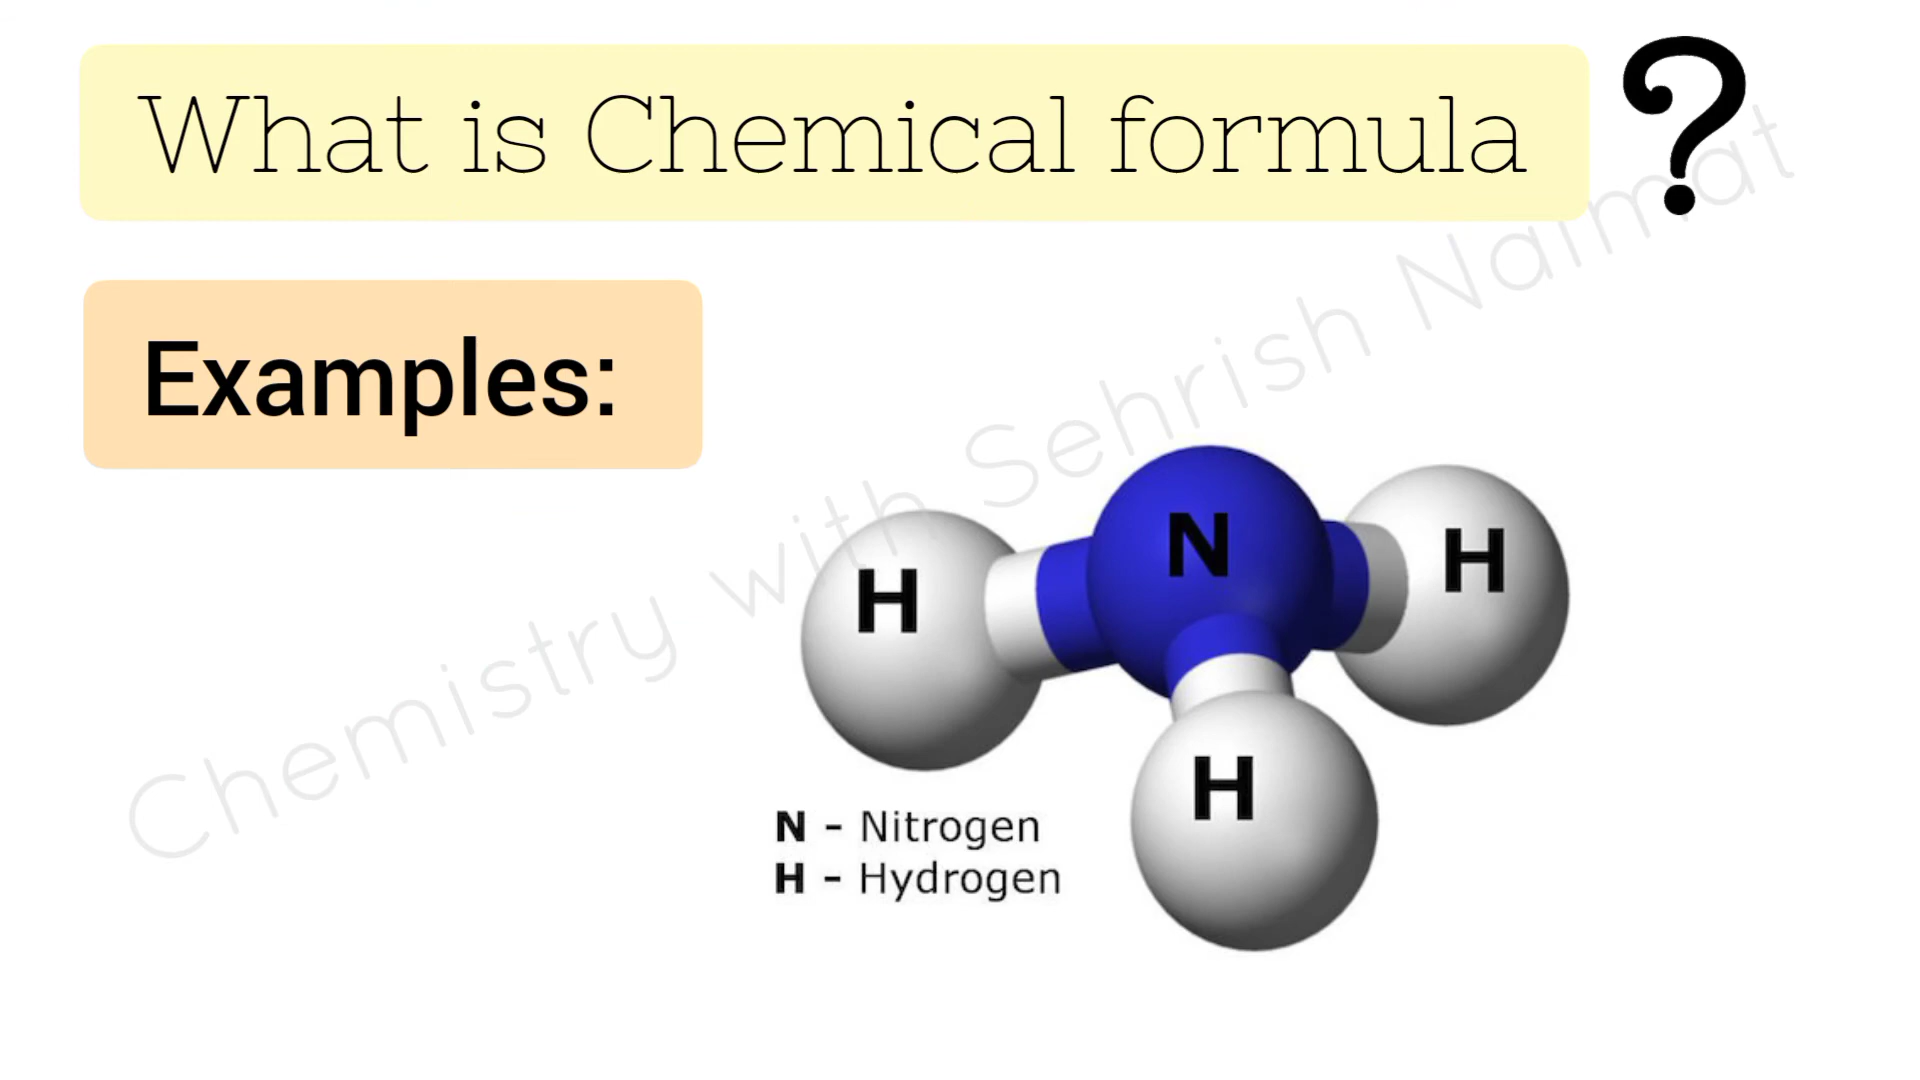 What is Chemical formula ?
Examples:
Chemistry with Sehrish Naimat
H
N
H
H
N - Nitrogen
H - Hydrogen